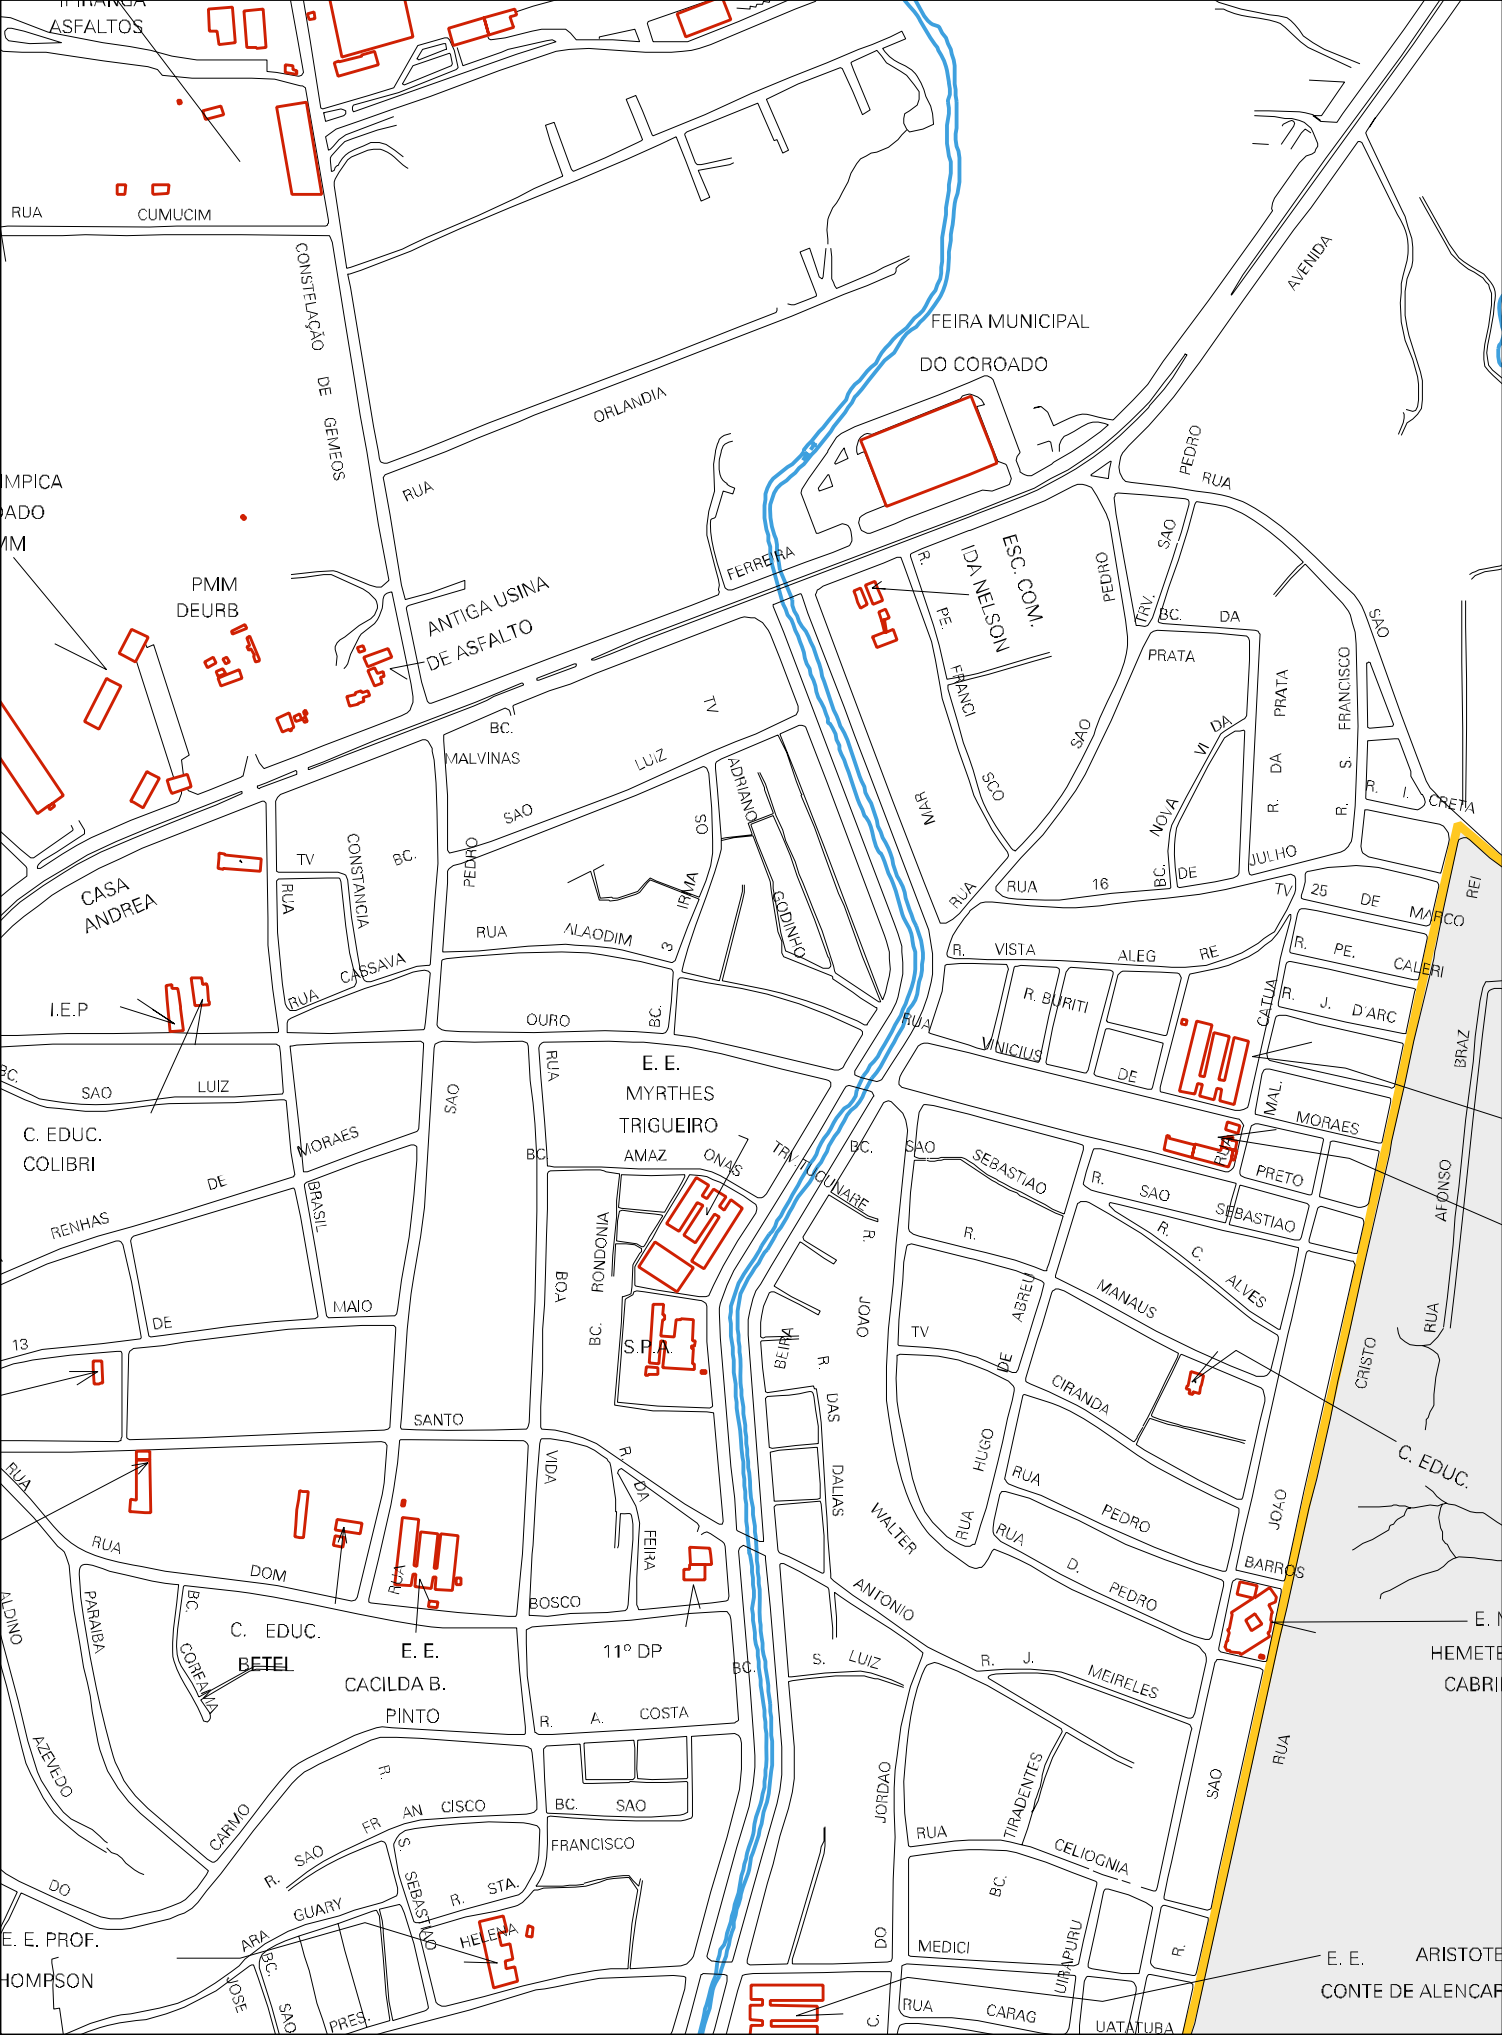 ASFALTOS
RUA CUMUCIM
CONSTELAÇÃO DE GEMEOS
AVENIDA
FEIRA MUNICIPAL
DO COROADO
ORLANDIA
RUA
PEDRO
RUA
PMM
DEURB
ANTIGA USINA
DE ASFALTO
FERREIRA
ESC. COM.
IDA NELSON
R. PE. FRANCI SCO
PEDRO
SAO
TRV.
BC. DA
PRATA
SAO
BC.
MALVINAS
TV
LUIZ
SAO
ADRIANO
MAR
SAO
VI DA
NOVA
BC.
R. DA PRATA
R. S. FRANCISCO
R. I. CRETA
CASA
ANDREA
TV
CONSTANCIA
BC.
PEDRO
RUA
RUA ALAODIM
3 IRMA OS
GODINHO
RUA
RUA 16 DE JULHO
TV 25 DE MARCO
REI
R. VISTA ALEG RE
R. PE. CALERI
RUA CASSAVA
I.E.P
OURO
BC.
RUA
R. BURITI
VINICIUS
DE
CATUA
R. J. D'ARC
BRAZ
BC.
SAO LUIZ
C. EDUC.
COLIBRI
MORAES
DE
RENHAS
BRASIL
SAO
RUA
E. E.
MYRTHES
TRIGUEIRO
BC. AMAZ ONAS
TRV. TUCUNARE
BC. SAO SEBASTIAO
MAL.
MORAES
RUA
PRETO
R. SAO SEBASTIAO
AFONSO
R.
R. C. ALVES
MANAUS
ABREU
DE
HUGO
RUA
BC. RONDONIA
BOA
VIDA
S.P.A.
JOAO
R.
BEIRA
R. DAS DALIAS
TV
CIRANDA
RUA
CRISTO
13 DE MAIO
SANTO
RUA
RUA DOM BOSCO
R. DA FEIRA
WALTER
RUA PEDRO
RUA D. PEDRO
BARROS
JOAO
C. EDUC.
PARAIBA
BC. COREAMA
AZEVEDO
C. EDUC.
BETEL
E. E.
CACILDA B.
PINTO
RUA
11º DP
ANTONIO
BC.
S. LUIZ
R. J. MEIRELES
R. A. COSTA
RUA
SAO
R.
CARMO
DO
R. SAO FR AN CISCO
R.
BC. SAO
FRANCISCO
JORDAO
DO
C.
TIRADENTES
BC.
RUA CELIOGNIA
S. SEBASTIAO
R. STA. HELENA
ARA GUARY
E. E. PROF.
BC.
JOSE
SAO
PRES.
MEDICI
UIRAPURU
RUA CARAG UATATUBA
E. E.
CONTE DE ALENCAR